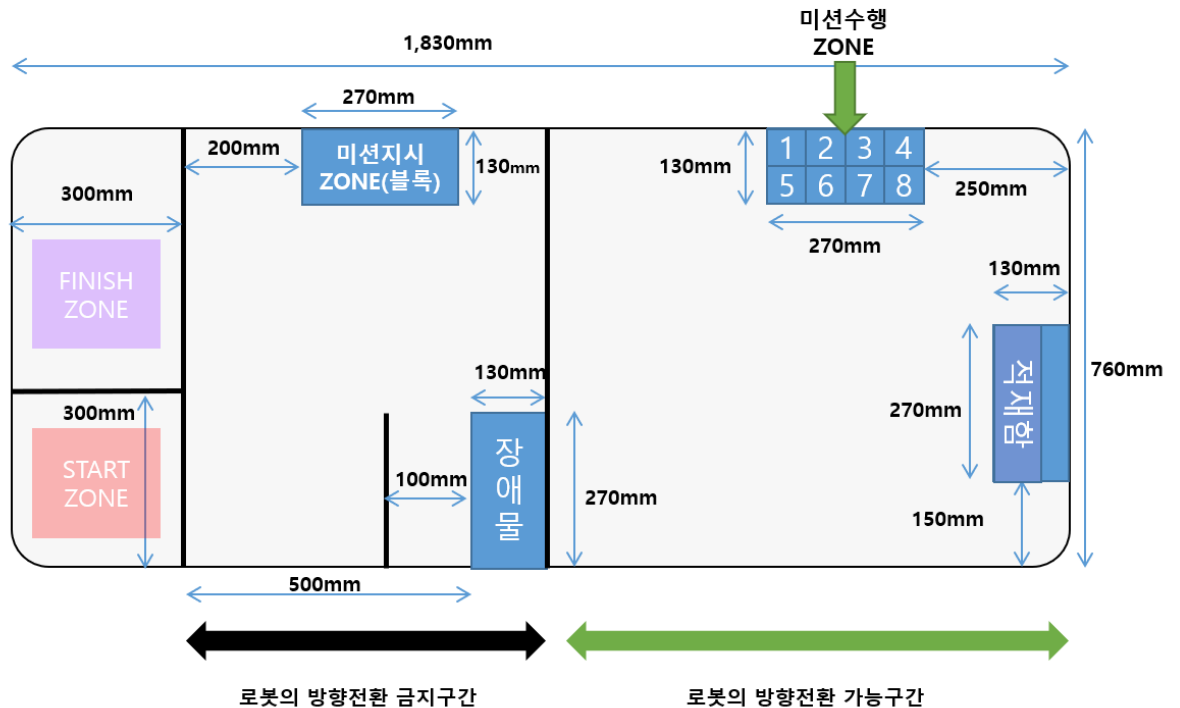 미션수행
ZONE
1,830mm
270mm
200mm
미션지시
ZONE(블록)
130mm
130mm
1 2 3 4
5 6 7 8
250mm
270mm
300mm
FINISH
ZONE
130mm
300mm
START
ZONE
130mm
장애물
100mm
270mm
500mm
270mm
적재함
150mm
760mm
로봇의 방향전환 금지구간
로봇의 방향전환 가능구간